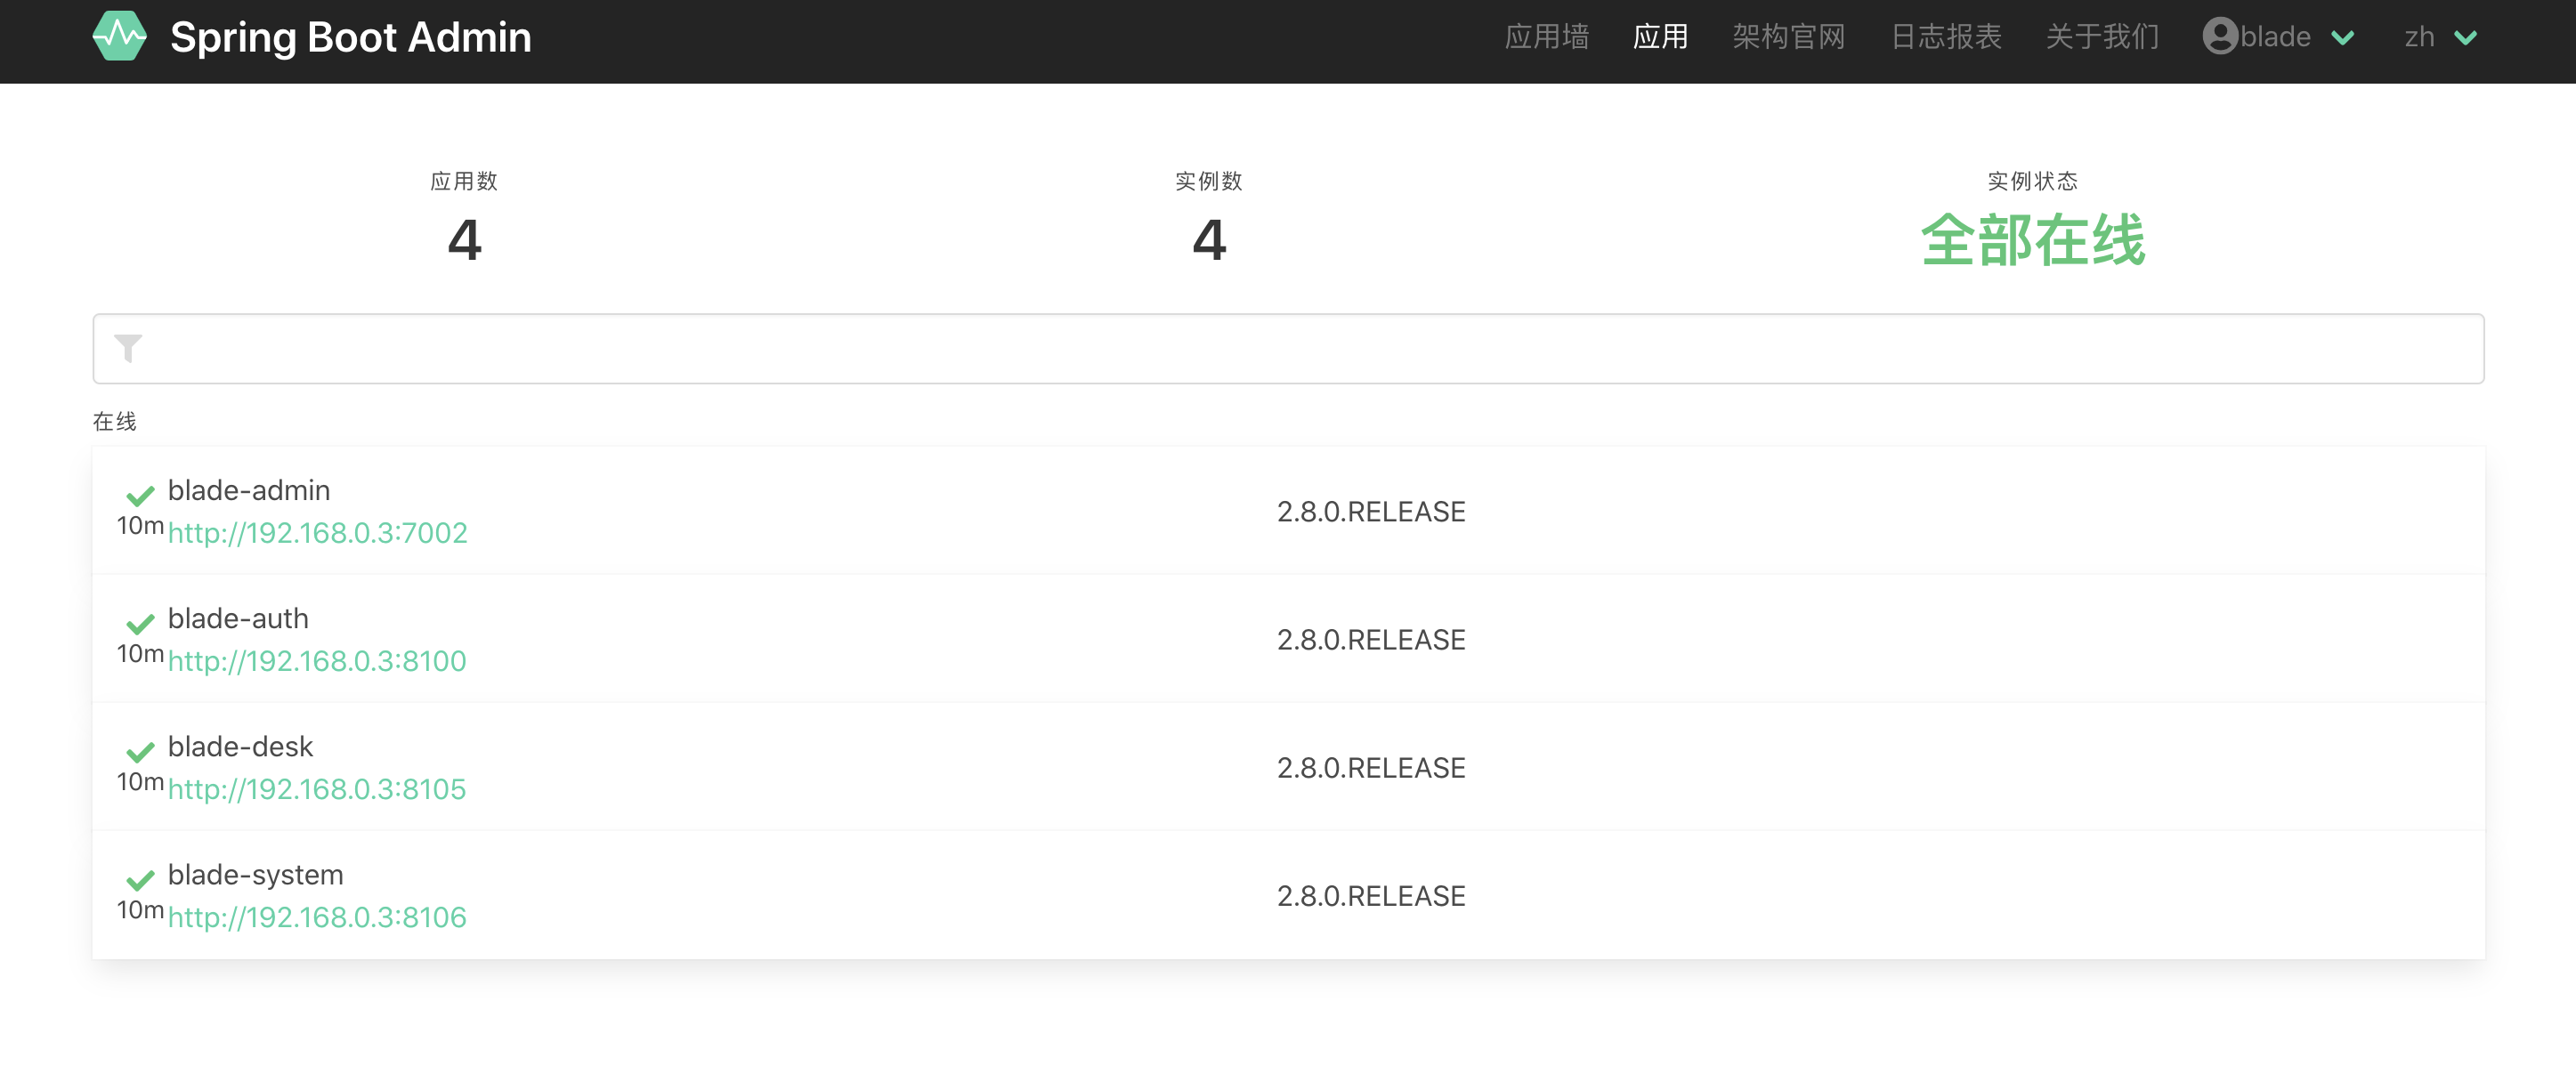 Spring Boot Admin 应用墙 应用 架构官网 日志报表 关于我们 blade zh
应用数 实例数 实例状态
4 4 全部在线
在线
blade-admin
10m http://192.168.0.3:7002 2.8.0.RELEASE
blade-auth
10m http://192.168.0.3:8100 2.8.0.RELEASE
blade-desk
10m http://192.168.0.3:8105 2.8.0.RELEASE
blade-system
10m http://192.168.0.3:8106 2.8.0.RELEASE